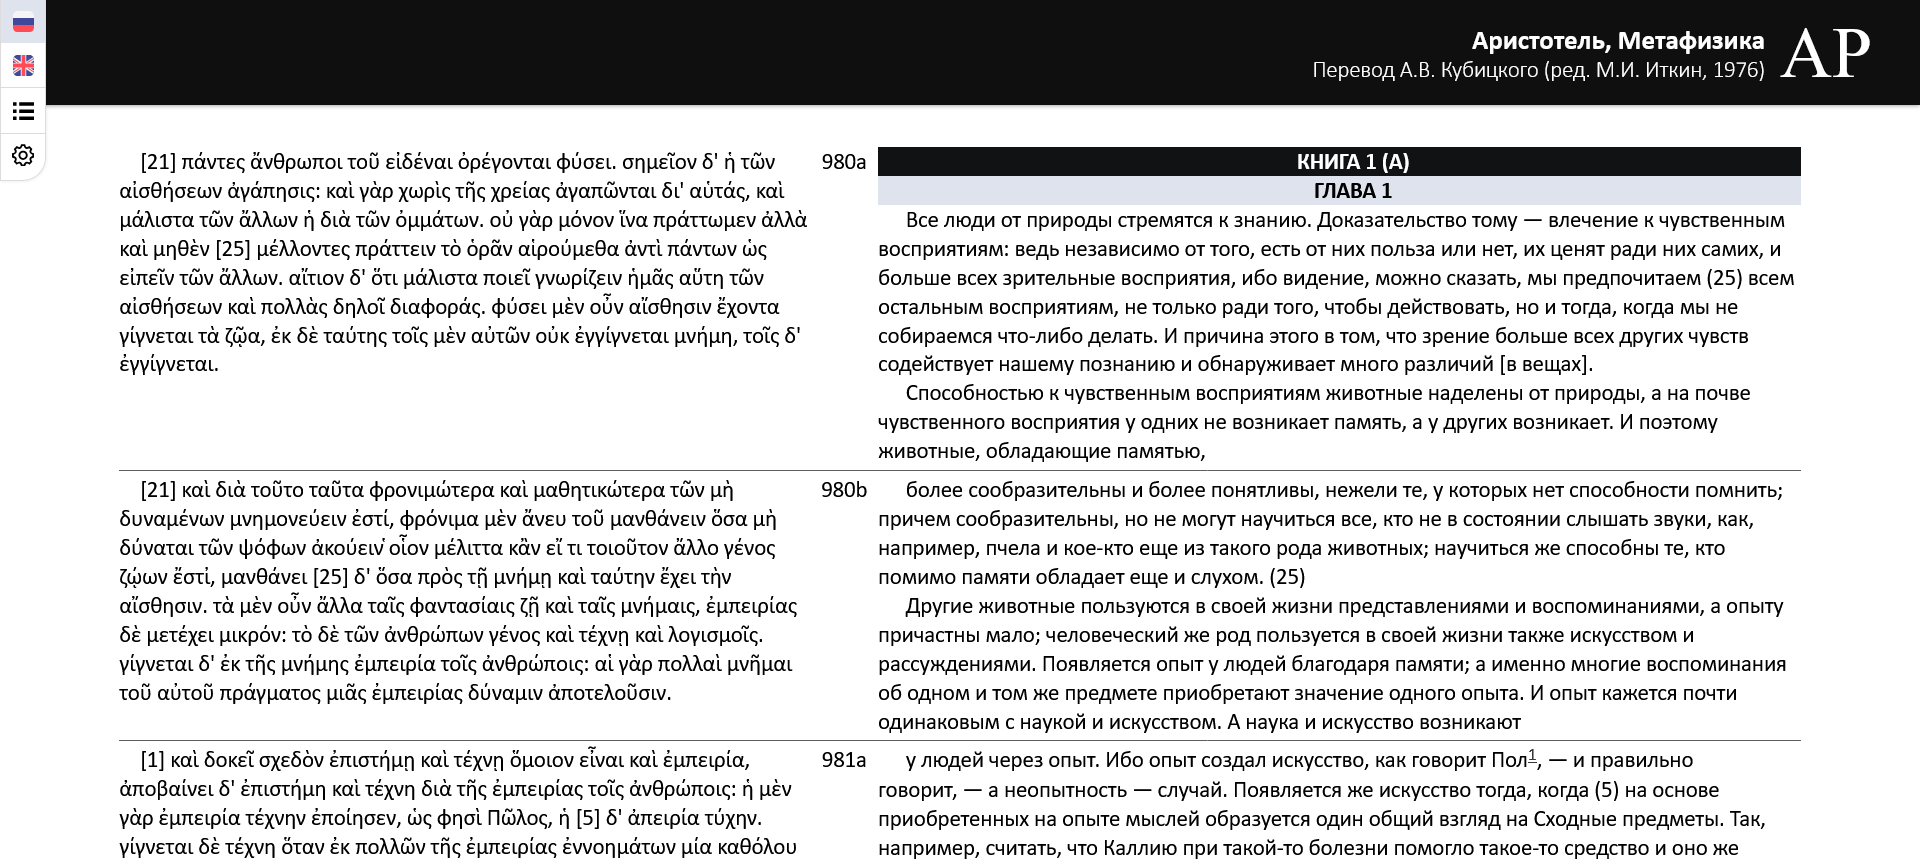 Аристотель, Метафизика
Перевод А.В. Кубицкого (ред. М.И. Иткин, 1976)
AP
[21] πάντες ἄνθρωποι τοῦ εἰδέναι ὀρέγονται φύσει. σημεῖον δ' ἡ τῶν
αἰσθήσεων ἀγάπησις: καὶ γὰρ χωρὶς τῆς χρείας ἀγαπῶνται δι' αὑτάς, καὶ
μάλιστα τῶν ἄλλων ἡ διὰ τῶν ὀμμάτων. οὐ γὰρ μόνον ἵνα πράττωμεν ἀλλὰ
καὶ μηθὲν [25] μέλλοντες πράττειν τὸ ὁρᾶν αἱρούμεθα ἀντὶ πάντων ὡς
εἰπεῖν τῶν ἄλλων. αἴτιον δ' ὅτι μάλιστα ποιεῖ γνωρίζειν ἡμᾶς αὕτη τῶν
αἰσθήσεων καὶ πολλὰς δηλοῖ διαφοράς. φύσει μὲν οὖν αἴσθησιν ἔχοντα
γίγνεται τὰ ζῷα, ἐκ δὲ ταύτης τοῖς μὲν αὐτῶν οὐκ ἐγγίγνεται μνήμη, τοῖς δ'
ἐγγίγνεται.
980a
КНИГА 1 (Α)
ГЛАВА 1
Все люди от природы стремятся к знанию. Доказательство тому — влечение к чувственным
восприятиям: ведь независимо от того, есть от них польза или нет, их ценят ради них самих, и
больше всех зрительные восприятия, ибо видение, можно сказать, мы предпочитаем (25) всем
остальным восприятиям, не только ради того, чтобы действовать, но и тогда, когда мы не
собираемся что-либо делать. И причина этого в том, что зрение больше всех других чувств
содействует нашему познанию и обнаруживает много различий [в вещах].
Способностью к чувственным восприятиям животные наделены от природы, а на почве
чувственного восприятия у одних не возникает память, а у других возникает. И поэтому
животные, обладающие памятью,
[21] καὶ διὰ τοῦτο ταῦτα φρονιμώτερα καὶ μαθητικώτερα τῶν μὴ
δυναμένων μνημονεύειν ἐστί, φρόνιμα μὲν ἄνευ τοῦ μανθάνειν ὅσα μὴ
δύναται τῶν ψόφων ἀκούειν̓ οἷον μέλιττα κἂν εἴ τι τοιοῦτον ἄλλο γένος
ζῴων ἔστἰ, μανθάνει [25] δ' ὅσα πρὸς τῇ μνήμῃ καὶ ταύτην ἔχει τὴν
αἴσθησιν. τὰ μὲν οὖν ἄλλα ταῖς φαντασίαις ζῇ καὶ ταῖς μνήμαις, ἐμπειρίας
δὲ μετέχει μικρόν: τὸ δὲ τῶν ἀνθρώπων γένος καὶ τέχνῃ καὶ λογισμοῖς.
γίγνεται δ' ἐκ τῆς μνήμης ἐμπειρία τοῖς ἀνθρώποις: αἱ γὰρ πολλαὶ μνῆμαι
τοῦ αὐτοῦ πράγματος μιᾶς ἐμπειρίας δύναμιν ἀποτελοῦσιν.
980b
более сообразительны и более понятливы, нежели те, у которых нет способности помнить;
причем сообразительны, но не могут научиться все, кто не в состоянии слышать звуки, как,
например, пчела и кое-кто еще из такого рода животных; научиться же способны те, кто
помимо памяти обладает еще и слухом. (25)
Другие животные пользуются в своей жизни представлениями и воспоминаниями, а опыту
причастны мало; человеческий же род пользуется в своей жизни также искусством и
рассуждениями. Появляется опыт у людей благодаря памяти; а именно многие воспоминания
об одном и том же предмете приобретают значение одного опыта. И опыт кажется почти
одинаковым с наукой и искусством. А наука и искусство возникают
[1] καὶ δοκεῖ σχεδὸν ἐπιστήμῃ καὶ τέχνῃ ὅμοιον εἶναι καὶ ἐμπειρία,
ἀποβαίνει δ' ἐπιστήμη καὶ τέχνη διὰ τῆς ἐμπειρίας τοῖς ἀνθρώποις: ἡ μὲν
γὰρ ἐμπειρία τέχνην ἐποίησεν, ὡς φησὶ Πῶλος, ἡ [5] δ' ἀπειρία τύχην.
γίγνεται δὲ τέχνη ὅταν ἐκ πολλῶν τῆς ἐμπειρίας ἐννοημάτων μία καθόλου
981a
у людей через опыт. Ибо опыт создал искусство, как говорит Пол1, — и правильно
говорит, — а неопытность — случай. Появляется же искусство тогда, когда (5) на основе
приобретенных на опыте мыслей образуется один общий взгляд на Сходные предметы. Так,
например, считать, что Каллию при такой-то болезни помогло такое-то средство и оно же